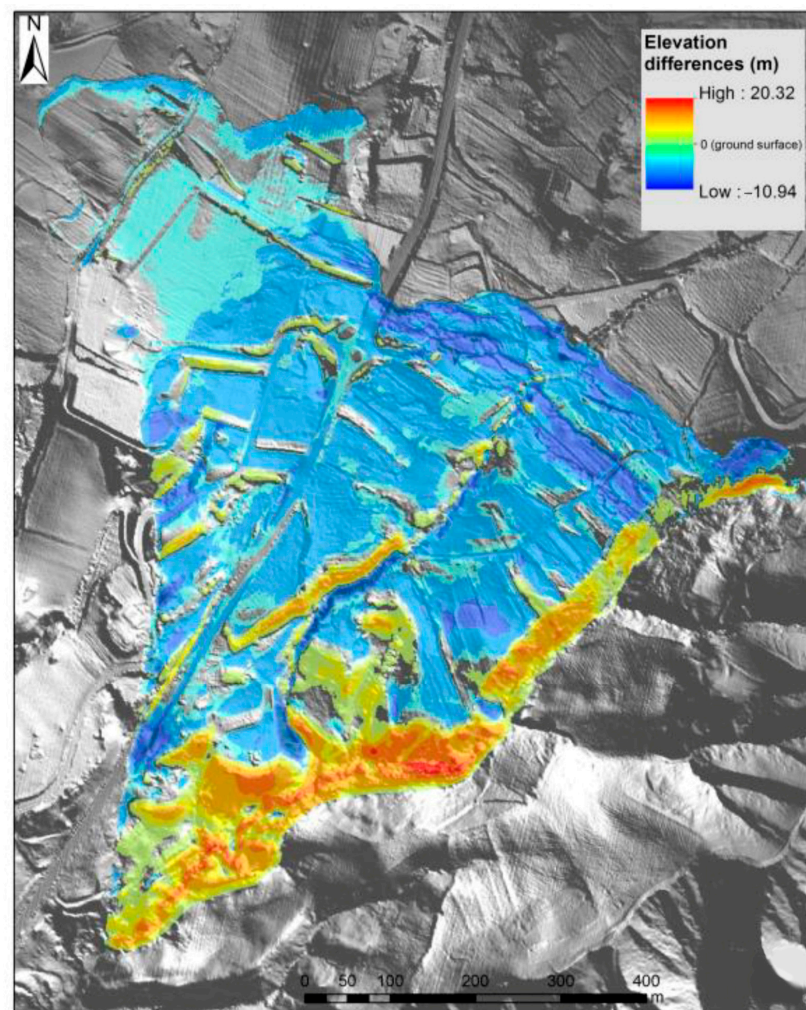 N
Elevation
differences (m)
High : 20.32
0 (ground surface)
Low : –10.94
0 50 100 200 300 400
m